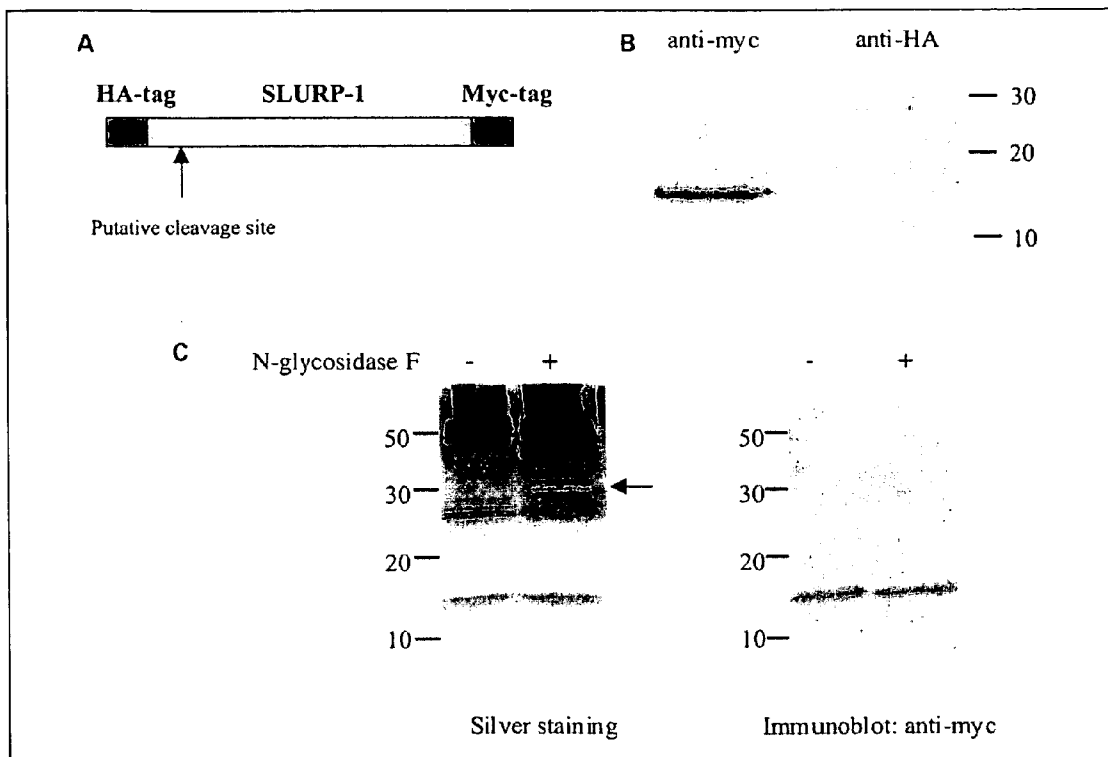 A
HA-tag SLURP-1 Myc-tag
Putative cleavage site
B
anti-myc anti-HA
30
20
10
C
N-glycosidase F - +
50
30
20
10
Silver staining
- +
50
30
20
10
Immunoblot: anti-myc